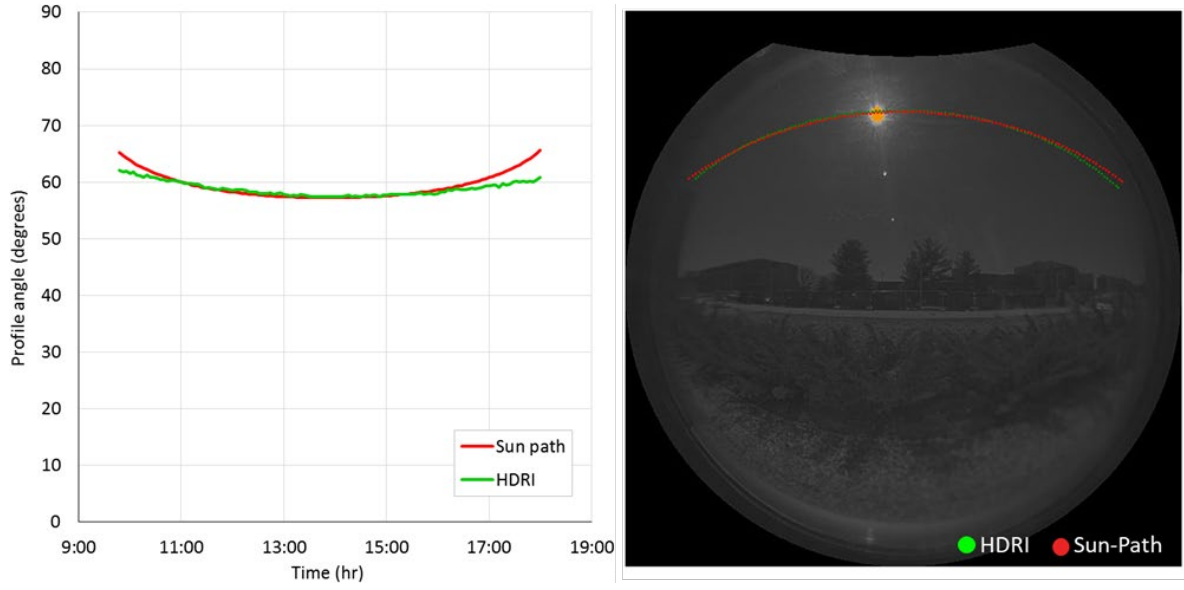 90
80
70
60
50
40
30
20
10
0
Profile angle (degrees)
9:00 11:00 13:00 15:00 17:00 19:00
Time (hr)
Sun path
HDRI
HDRI Sun-Path